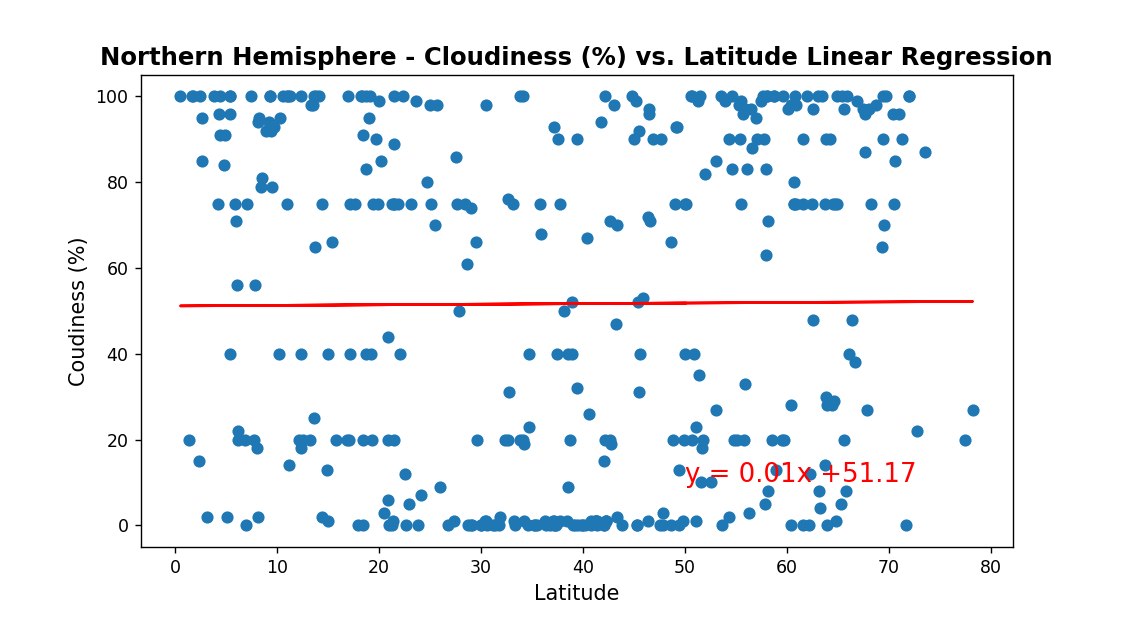 Northern Hemisphere - Cloudiness (%) vs. Latitude Linear Regression
100
80
60
40
20
0
Coudiness (%)
y = 0.01x +51.17
0 10 20 30 40 50 60 70 80
Latitude